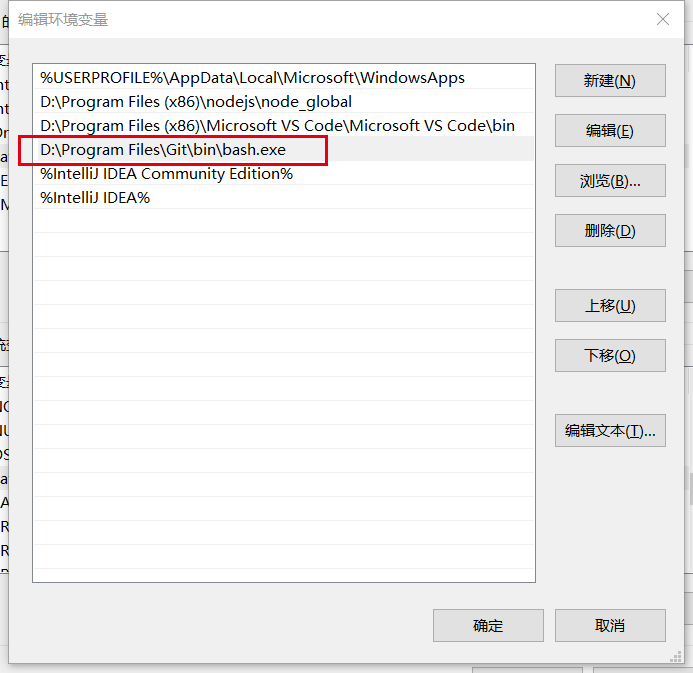 编辑环境变量
%USERPROFILE%\AppData\Local\Microsoft\WindowsApps
D:\Program Files (x86)\nodejs\node_global
D:\Program Files (x86)\Microsoft VS Code\Microsoft VS Code\bin
D:\Program Files\Git\bin\bash.exe
%IntelliJ IDEA Community Edition%
%IntelliJ IDEA%
新建(N)
编辑(E)
浏览(B)...
删除(D)
上移(U)
下移(O)
编辑文本(T)...
确定
取消